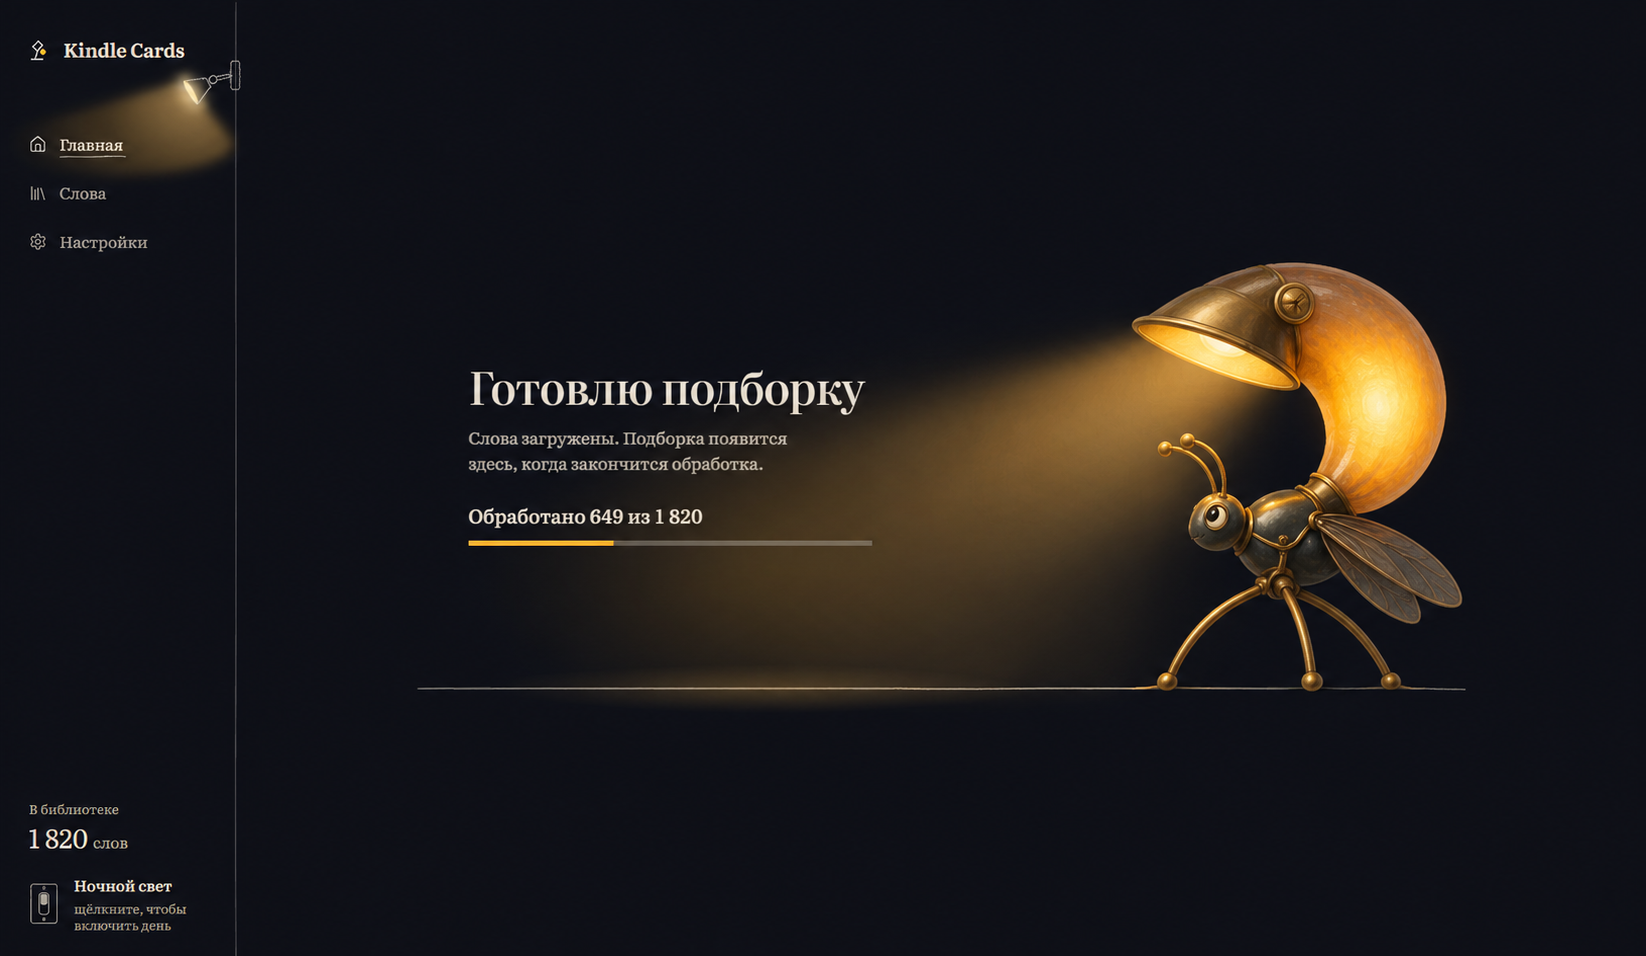 Kindle Cards
Главная
Слова
Настройки
Готовлю подборку
Слова загружены. Подборка появится
здесь, когда закончится обработка.
Обработано 649 из 1 820
В библиотеке
1 820 слов
Ночной свет
щёлкните, чтобы
включить день